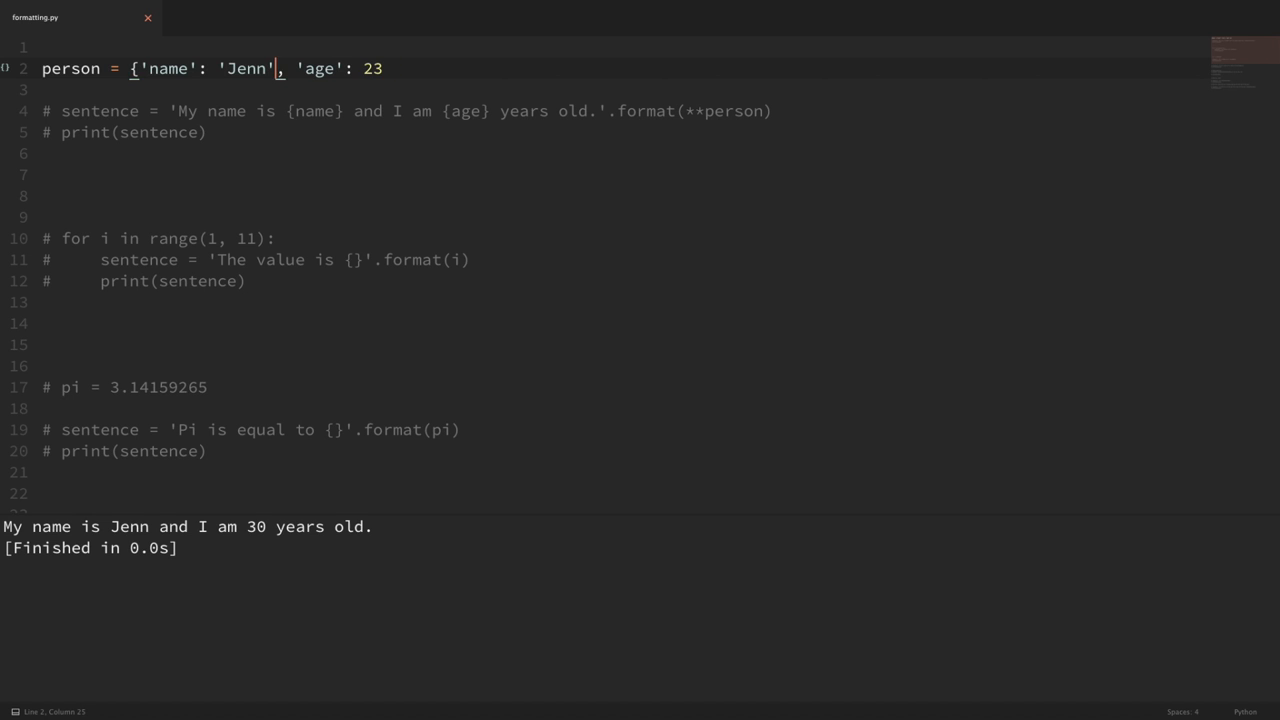 formatting.py
1
{} 2 person = {'name': 'Jenn', 'age': 23
3
4 # sentence = 'My name is {name} and I am {age} years old.'.format(**person)
5 # print(sentence)
6
7
8
9
10 # for i in range(1, 11):
11 #     sentence = 'The value is {}'.format(i)
12 #     print(sentence)
13
14
15
16
17 # pi = 3.14159265
18
19 # sentence = 'Pi is equal to {}'.format(pi)
20 # print(sentence)
21
22
My name is Jenn and I am 30 years old.
[Finished in 0.0s]
Line 2, Column 25
Spaces: 4
Python